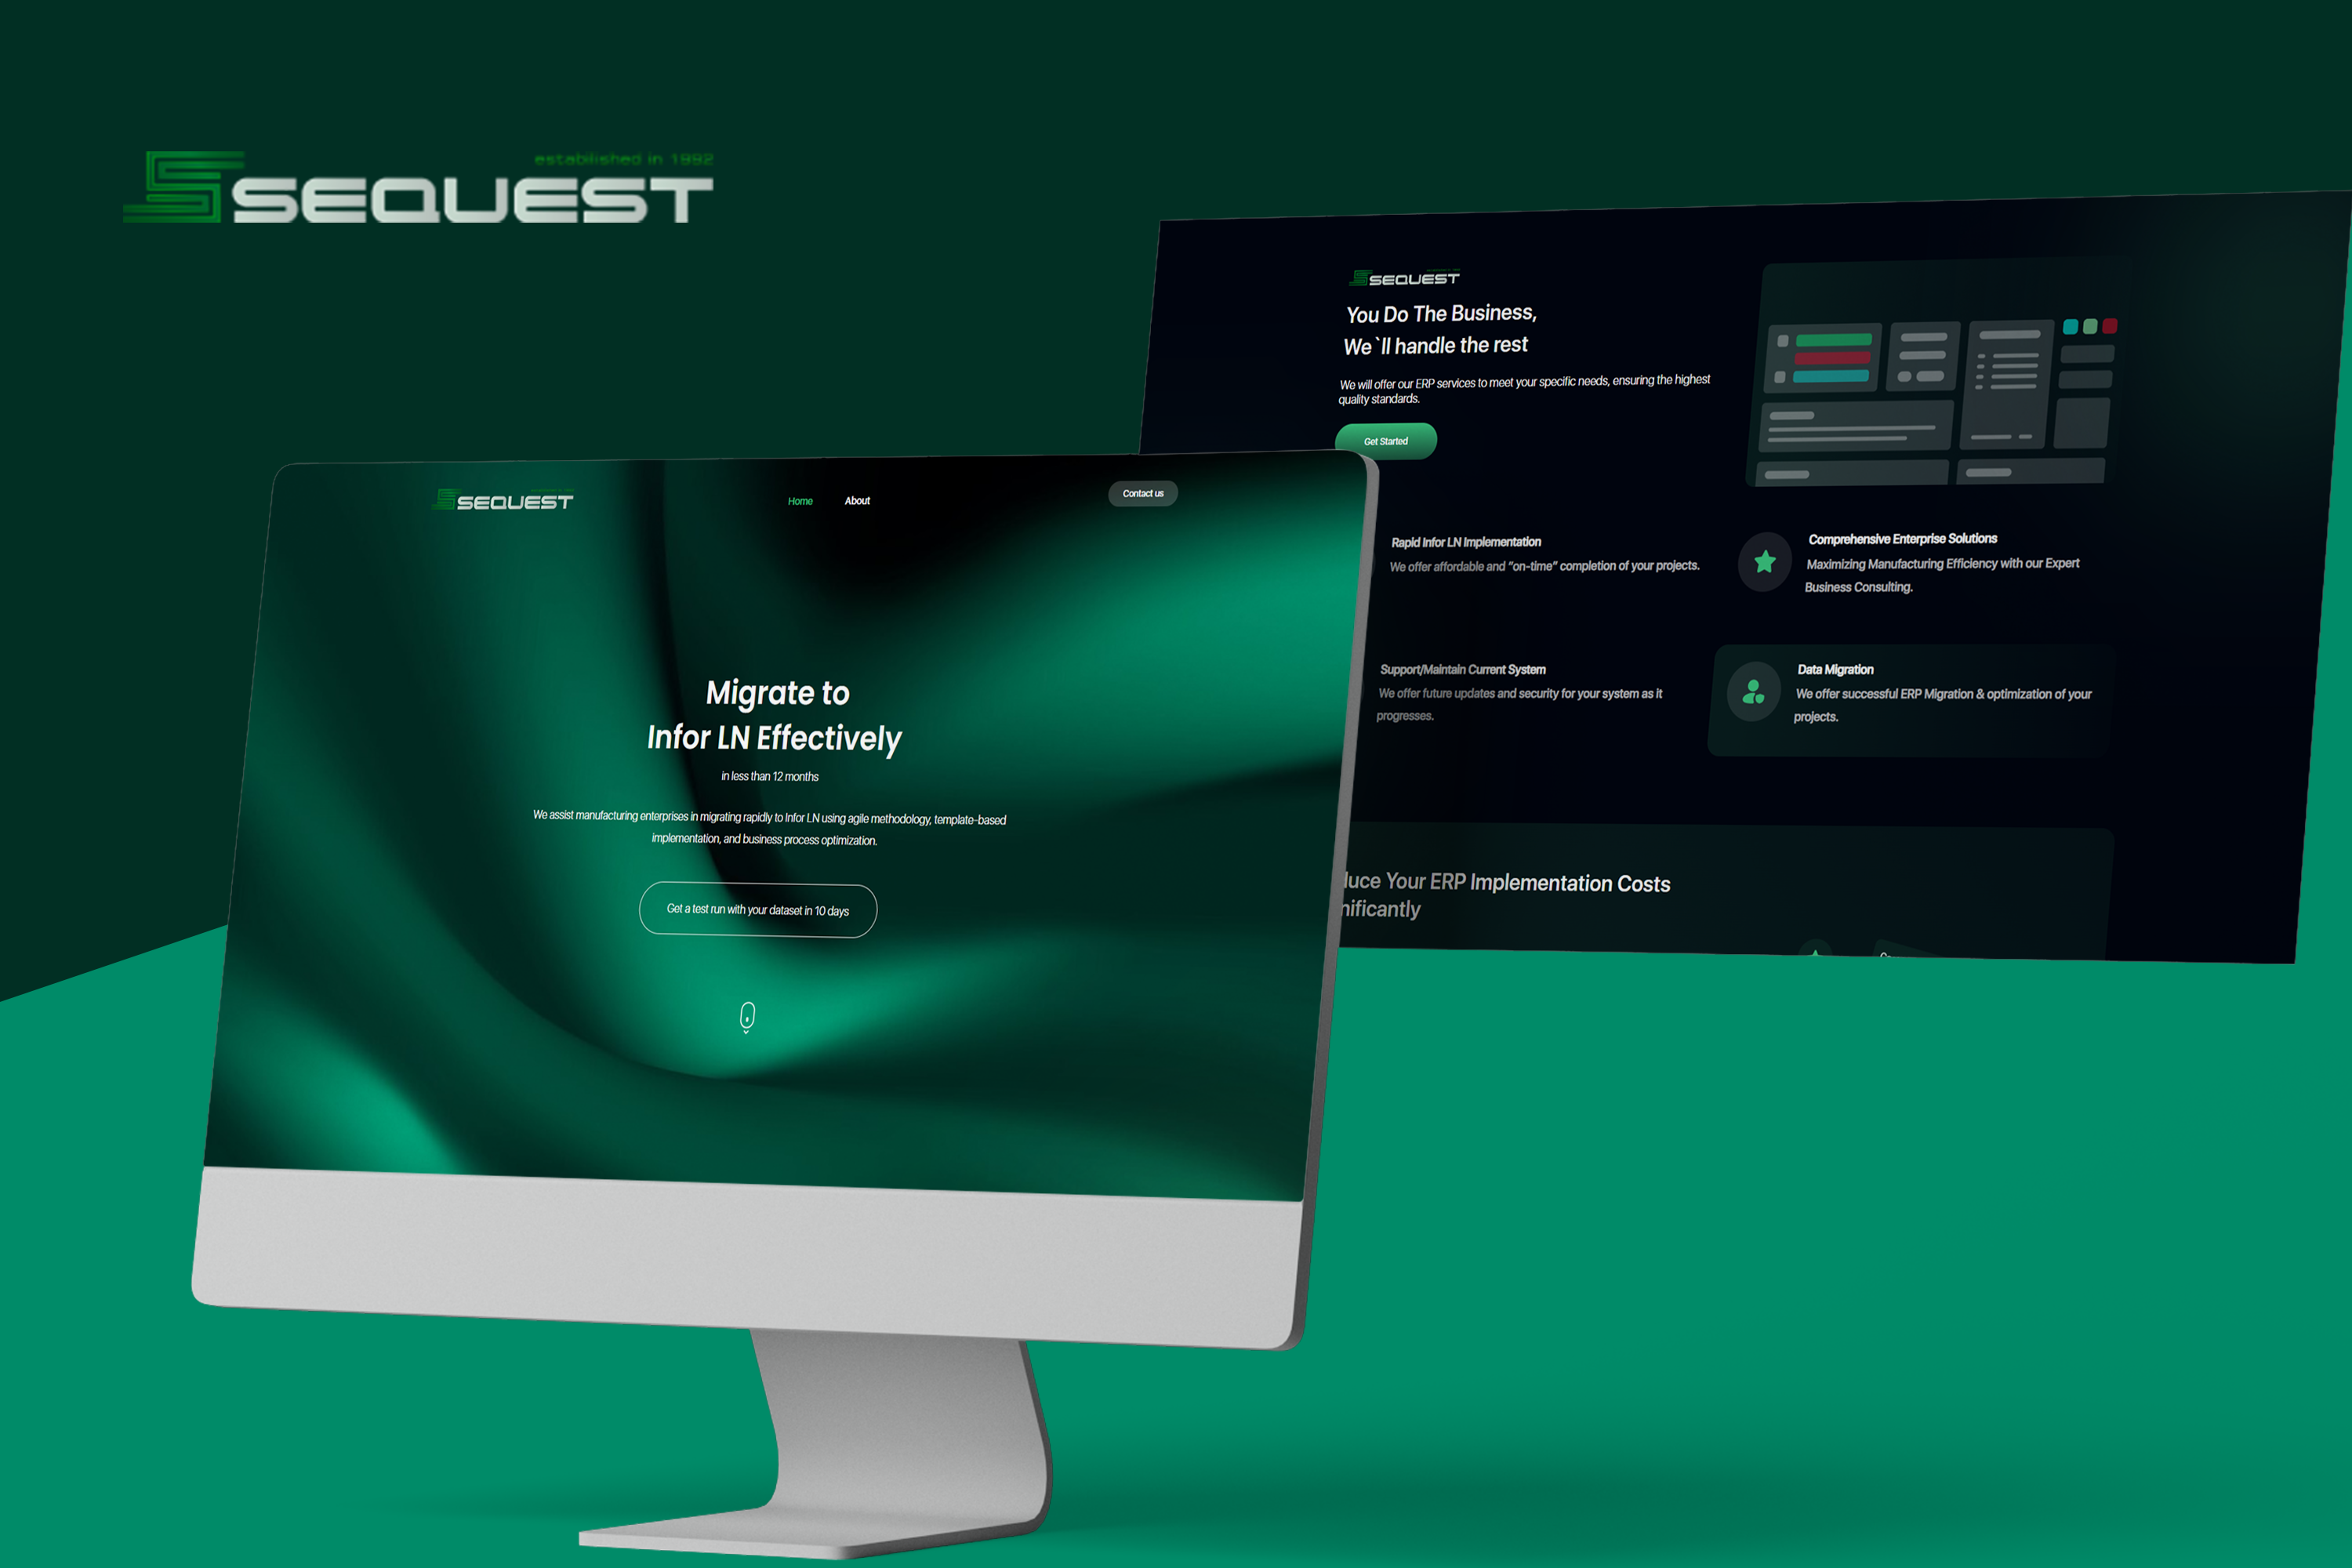 estabilished in 1992
SEQUEST
SEQUEST
You Do The Business,
We`ll handle the rest
We will offer our ERP services to meet your specific needs, ensuring the highest
quality standards.
Get Started
Rapid Infor LN Implementation
We offer affordable and "on-time" completion of your projects.
Comprehensive Enterprise Solutions
Maximizing Manufacturing Efficiency with our Expert
Business Consulting.
Support/Maintain Current System
We offer future updates and security for your system as it
progresses.
Data Migration
We offer successful ERP Migration & optimization of your
projects.
Your ERP Implementation Costs
SEQUEST
Home
About
Contact us
Migrate to
Infor LN Effectively
in less than 12 months
We assist manufacturing enterprises in migrating rapidly to Infor LN using agile methodology, template-based
implementation, and business process optimization.
Get a test run with your dataset in 10 days